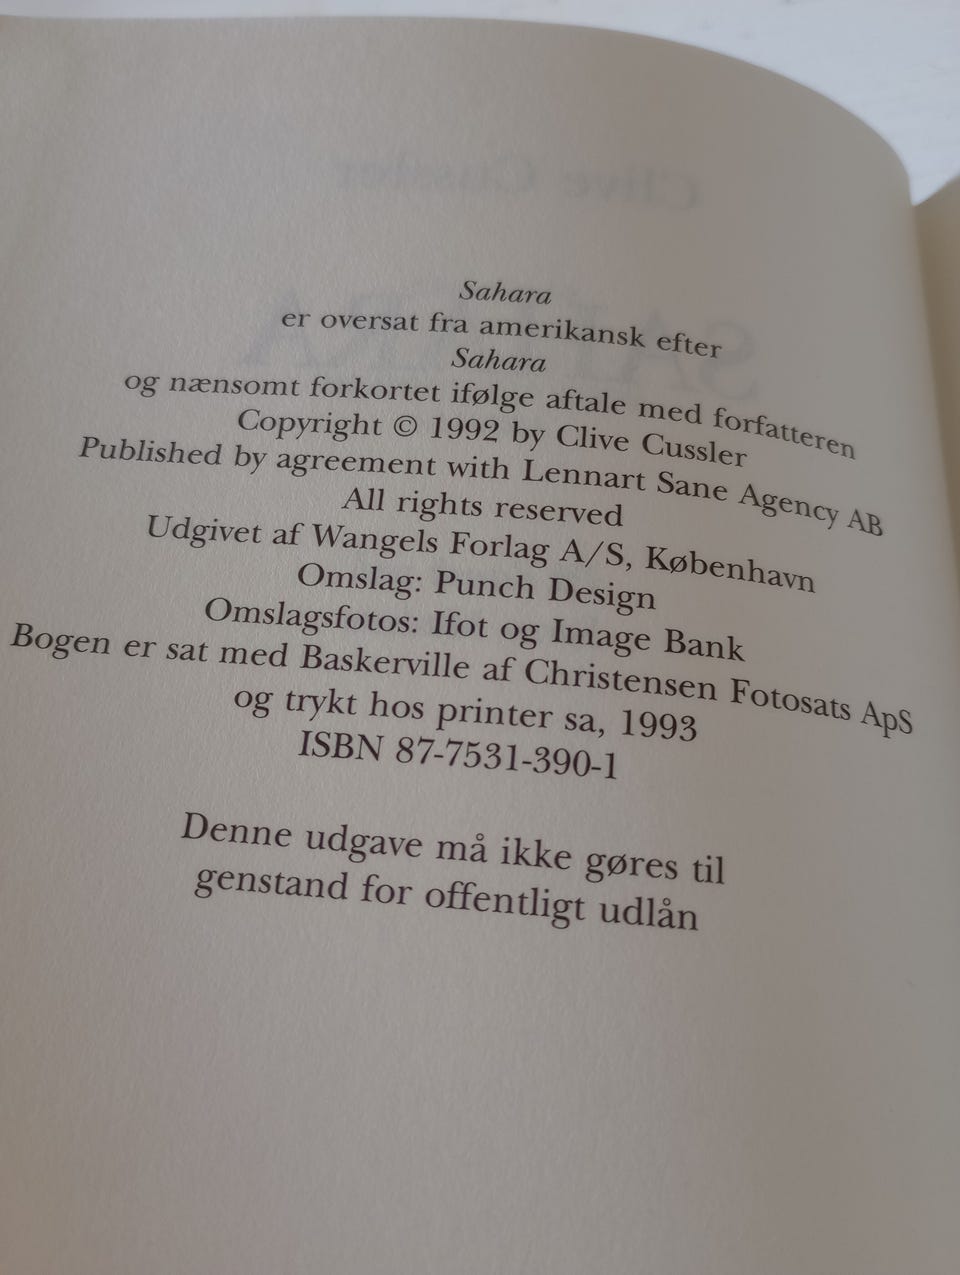 Sahara
er oversat fra amerikansk efter
Sahara
og nænsomt forkortet ifølge aftale med forfatteren
Copyright © 1992 by Clive Cussler
Published by agreement with Lennart Sane Agency AB
All rights reserved
Udgivet af Wangels Forlag A/S, København
Omslag: Punch Design
Omslagsfotos: Ifot og Image Bank
Bogen er sat med Baskerville af Christensen Fotosats ApS
og trykt hos printer sa, 1993
ISBN 87-7531-390-1
Denne udgave må ikke gøres til
genstand for offentligt udlån